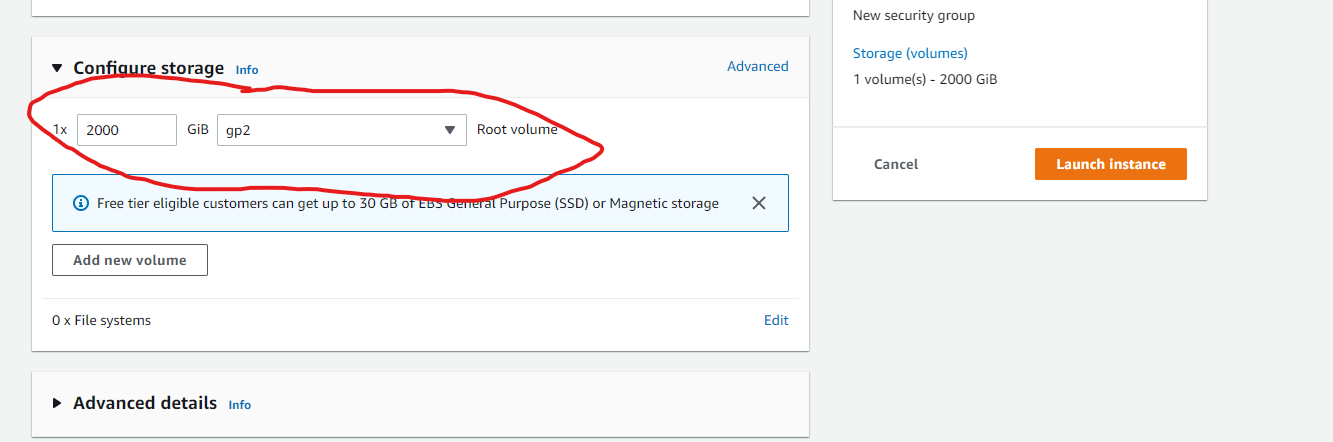 New security group
Configure storage Info
Advanced
Storage (volumes)
1 volume(s) - 2000 GiB
1x 2000 GiB gp2 Root volume
Cancel
Launch instance
Free tier eligible customers can get up to 30 GB of EBS General Purpose (SSD) or Magnetic storage
Add new volume
0 x File systems
Edit
Advanced details Info